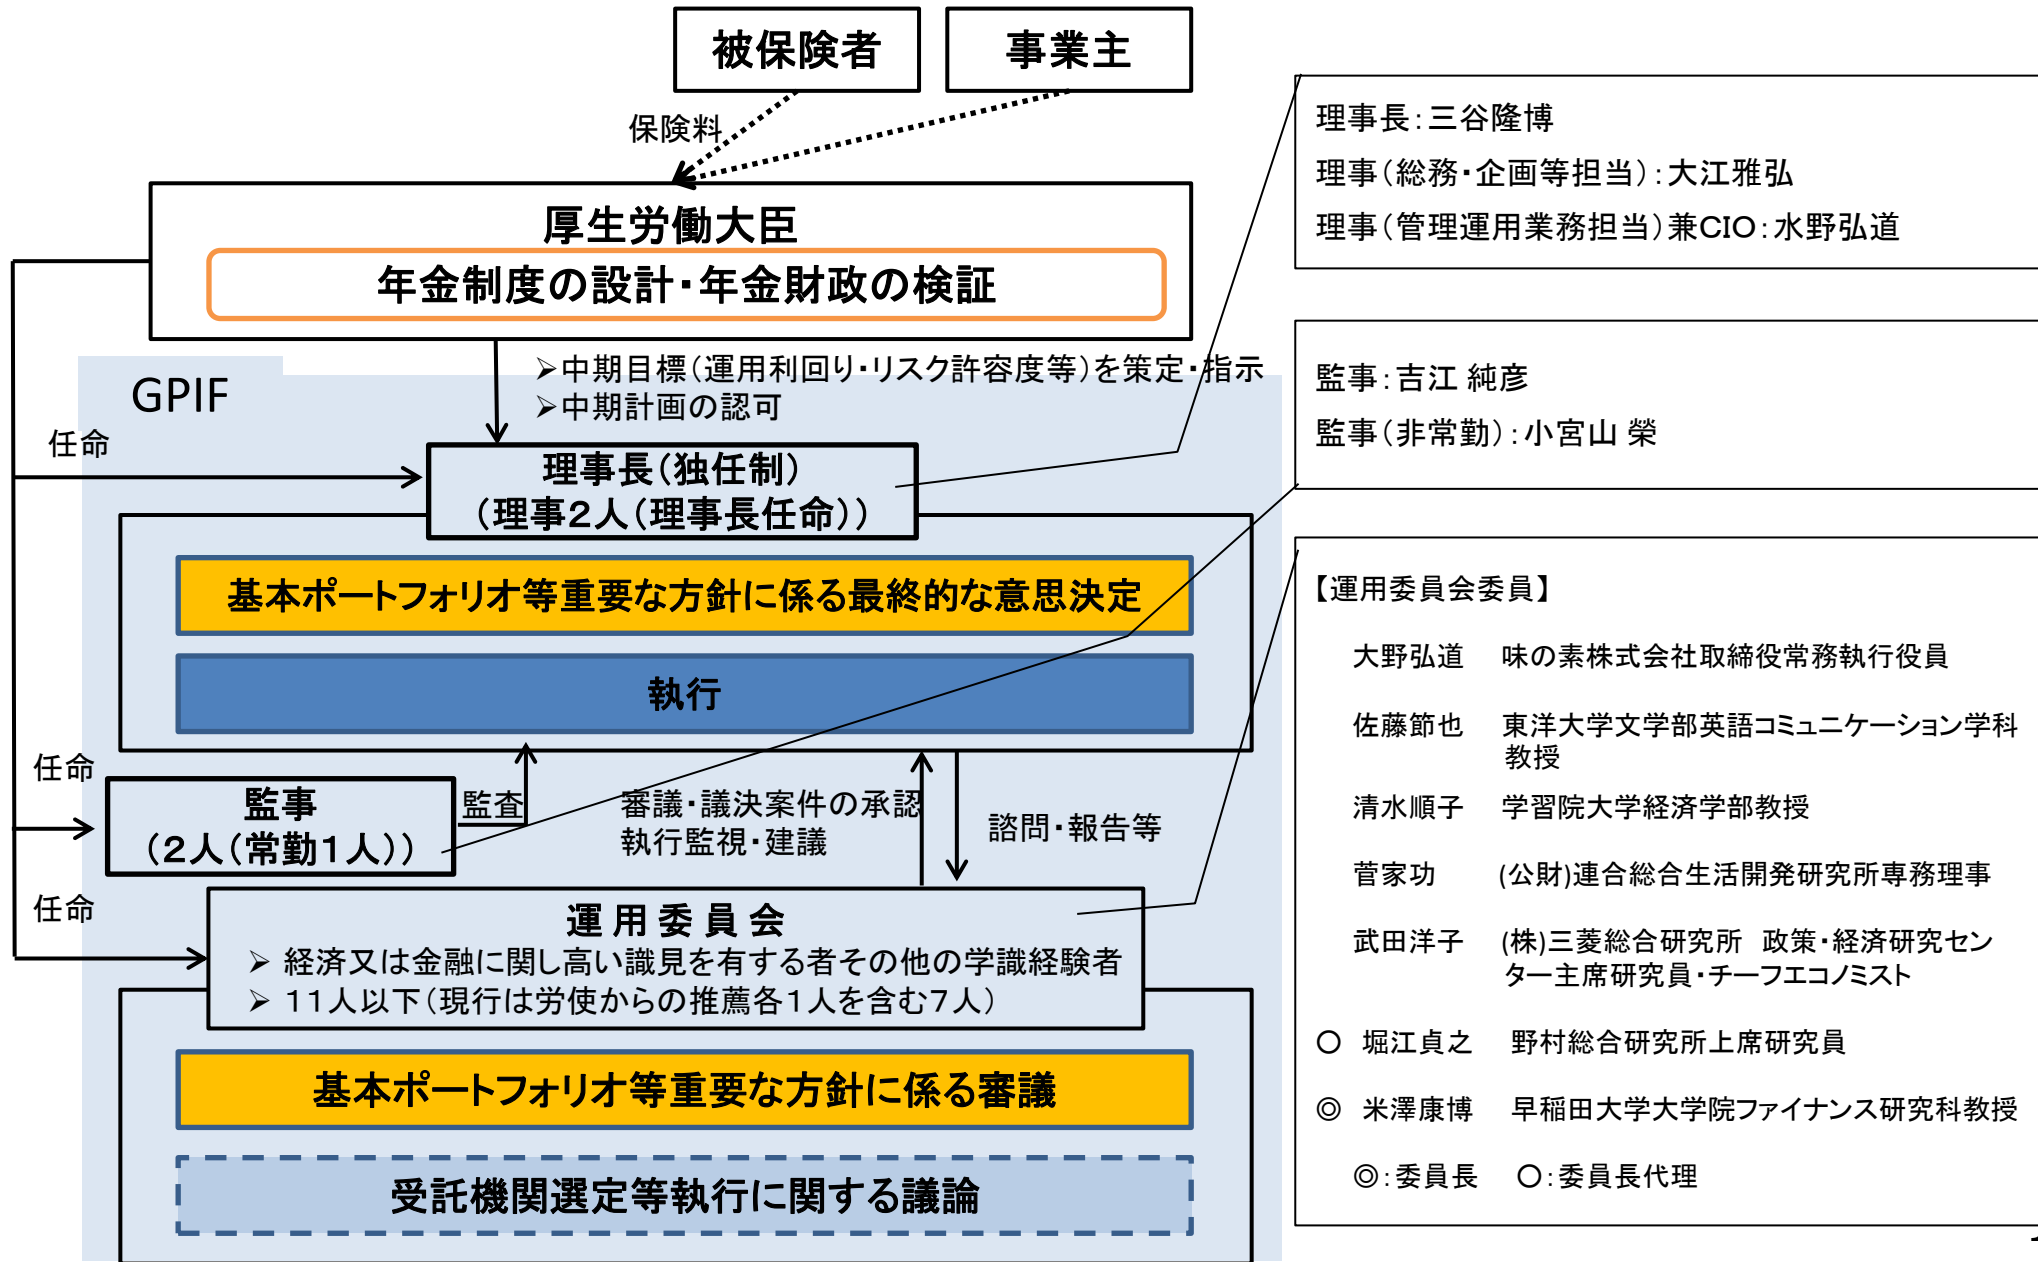 被保険者
事業主
保険料
厚生労働大臣
年金制度の設計・年金財政の検証
➢中期目標(運用利回り・リスク許容度等)を策定・指示
➢中期計画の認可
GPIF
任命
理事長(独任制)
(理事2人(理事長任命))
基本ポートフォリオ等重要な方針に係る最終的な意思決定
執行
任命
監事
(2人(常勤1人))
監査
審議・議決案件の承認
執行監視・建議
諮問・報告等
任命
運用委員会
➢ 経済又は金融に関し高い識見を有する者その他の学識経験者
➢ 11人以下(現行は労使からの推薦各1人を含む7人)
基本ポートフォリオ等重要な方針に係る審議
受託機関選定等執行に関する議論
理事長:三谷隆博
理事(総務・企画等担当):大江雅弘
理事(管理運用業務担当)兼CIO:水野弘道
監事:吉江 純彦
監事(非常勤):小宮山 榮
【運用委員会委員】
大野弘道 味の素株式会社取締役常務執行役員
佐藤節也 東洋大学文学部英語コミュニケーション学科
教授
清水順子 学習院大学経済学部教授
菅家功 (公財)連合総合生活開発研究所専務理事
武田洋子 (株)三菱総合研究所 政策・経済研究セン
ター主席研究員・チーフエコノミスト
○ 堀江貞之 野村総合研究所上席研究員
◎ 米澤康博 早稲田大学大学院ファイナンス研究科教授
◎:委員長 ○:委員長代理